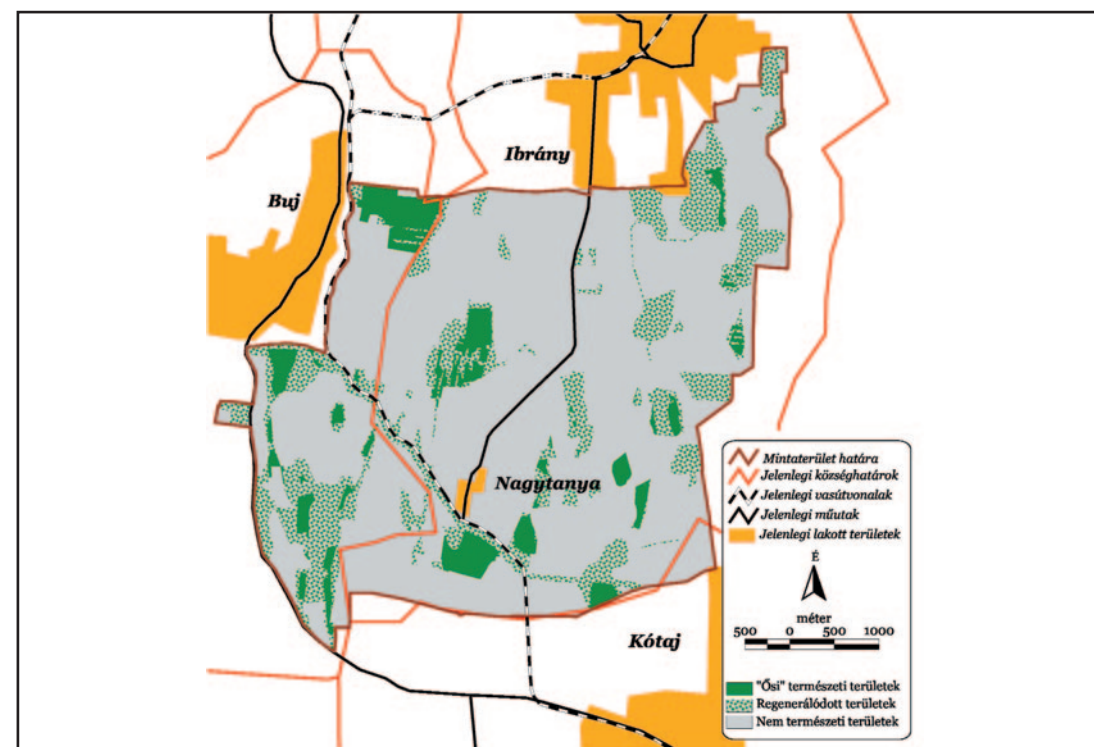 Ibrány
Buj
Nagytanya
Kótaj
Mintaterület határa
Jelenlegi községhatárok
Jelenlegi vasútvonalak
Jelenlegi műutak
Jelenlegi lakott területek
É
méter
500 0 500 1000
"Ősi" természeti területek
Regenerálódott területek
Nem természeti területek